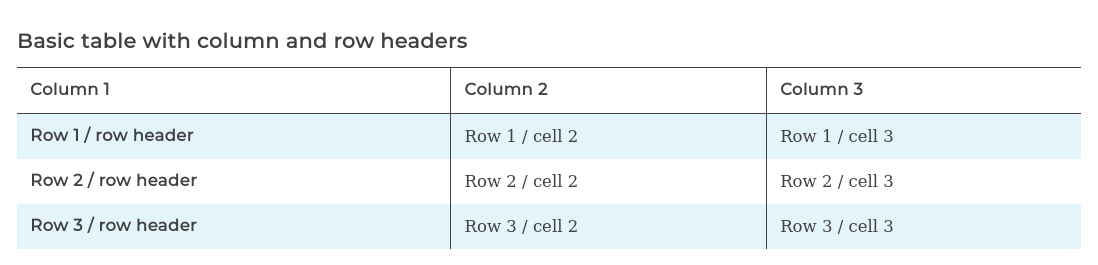 Basic table with column and row headers
Column 1 Column 2 Column 3
Row 1 / row header Row 1 / cell 2 Row 1 / cell 3
Row 2 / row header Row 2 / cell 2 Row 2 / cell 3
Row 3 / row header Row 3 / cell 2 Row 3 / cell 3